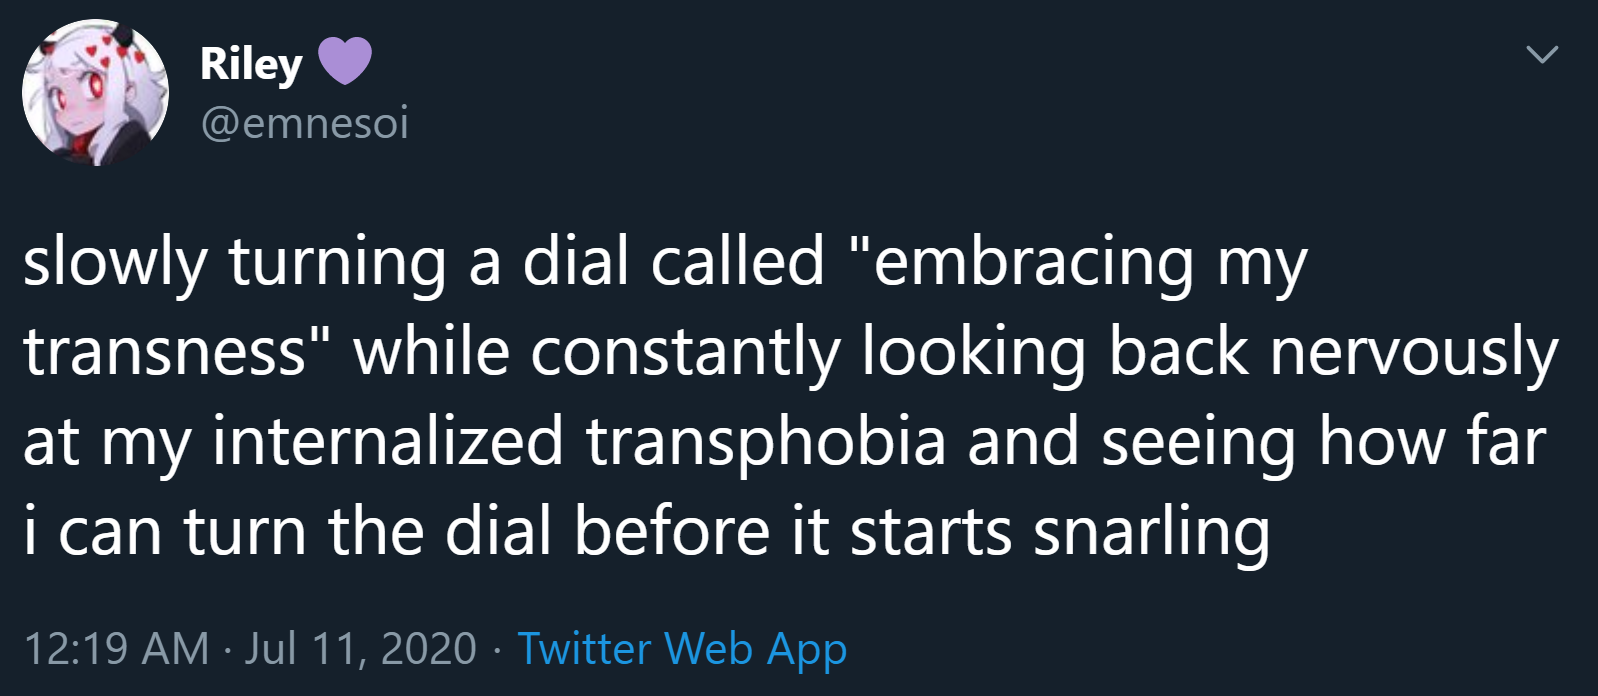 Riley 💜
@emnesoi
slowly turning a dial called "embracing my
transness" while constantly looking back nervously
at my internalized transphobia and seeing how far
i can turn the dial before it starts snarling
12:19 AM · Jul 11, 2020 · Twitter Web App